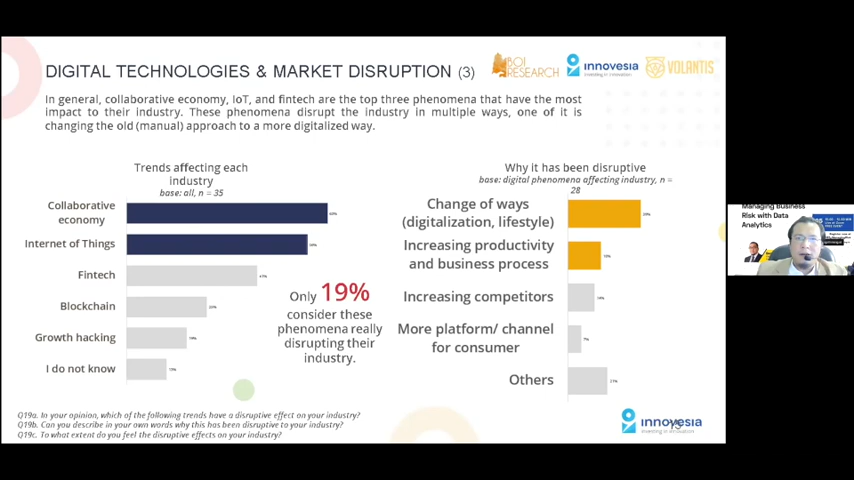 DIGITAL TECHNOLOGIES & MARKET DISRUPTION (3)
BOI
RESEARCH
innovesia
investing in innovation
VOLANTIS
In general, collaborative economy, IoT, and fintech are the top three phenomena that have the most
impact to their industry. These phenomena disrupt the industry in multiple ways, one of it is
changing the old (manual) approach to a more digitalized way.
Trends affecting each
industry
base: all, n = 35
Collaborative
economy
Internet of Things
Fintech
Blockchain
Growth hacking
I do not know
Only 19%
consider these
phenomena really
disrupting their
industry.
Why it has been disruptive
base: digital phenomena affecting industry, n =
28
Change of ways
(digitalization, lifestyle)
Increasing productivity
and business process
Increasing competitors
More platform/ channel
for consumer
7%
Others
21%
Q19a. In your opinion, which of the following trends have a disruptive effect on your industry?
Q19b. Can you describe in your own words why this has been disruptive to your industry?
Q19c. To what extent do you feel the disruptive effects on your industry?
innovesia
investing in innovation
Managing Business
Risk with Data
Analytics